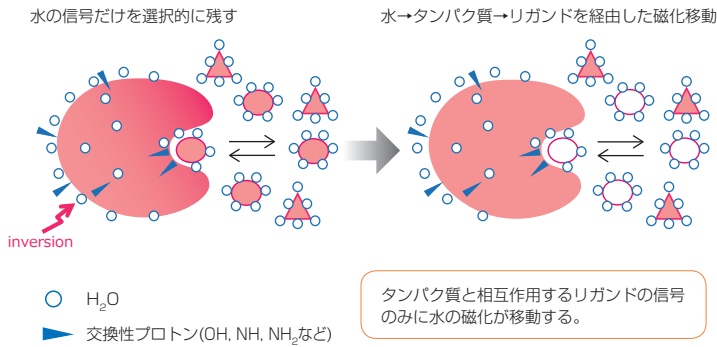 水の信号だけを選択的に残す
水→タンパク質→リガンドを経由した磁化移動
inversion
H₂O
交換性プロトン(OH, NH, NH₂など)
タンパク質と相互作用するリガンドの信号
のみに水の磁化が移動する。